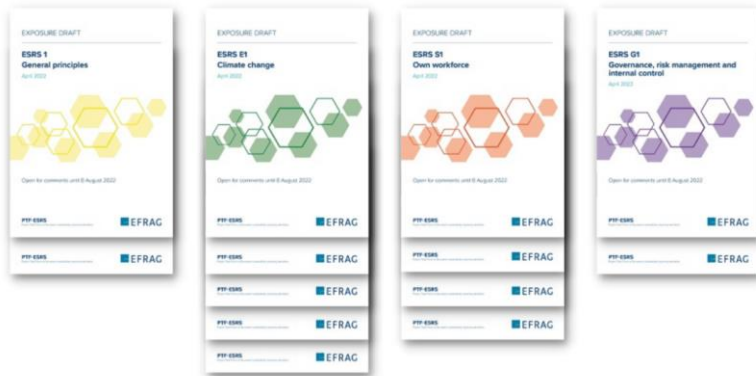 EXPOSURE DRAFT
ESRS 1
General principles
April 2022
Open for comments until 8 August 2022
PTF-ESRS
EFRAG
PTF-ESRS
EFRAG
EXPOSURE DRAFT
ESRS E1
Climate change
April 2022
Open for comments until 8 August 2022
PTF-ESRS
EFRAG
PTF-ESRS
EFRAG
PTF-ESRS
EFRAG
PTF-ESRS
EFRAG
PTF-ESRS
EFRAG
EXPOSURE DRAFT
ESRS S1
Own workforce
April 2022
Open for comments until 8 August 2022
PTF-ESRS
EFRAG
PTF-ESRS
EFRAG
PTF-ESRS
EFRAG
PTF-ESRS
EFRAG
EXPOSURE DRAFT
ESRS G1
Governance, risk management and
internal control
April 2022
Open for comments until 8 August 2022
PTF-ESRS
EFRAG
PTF-ESRS
EFRAG